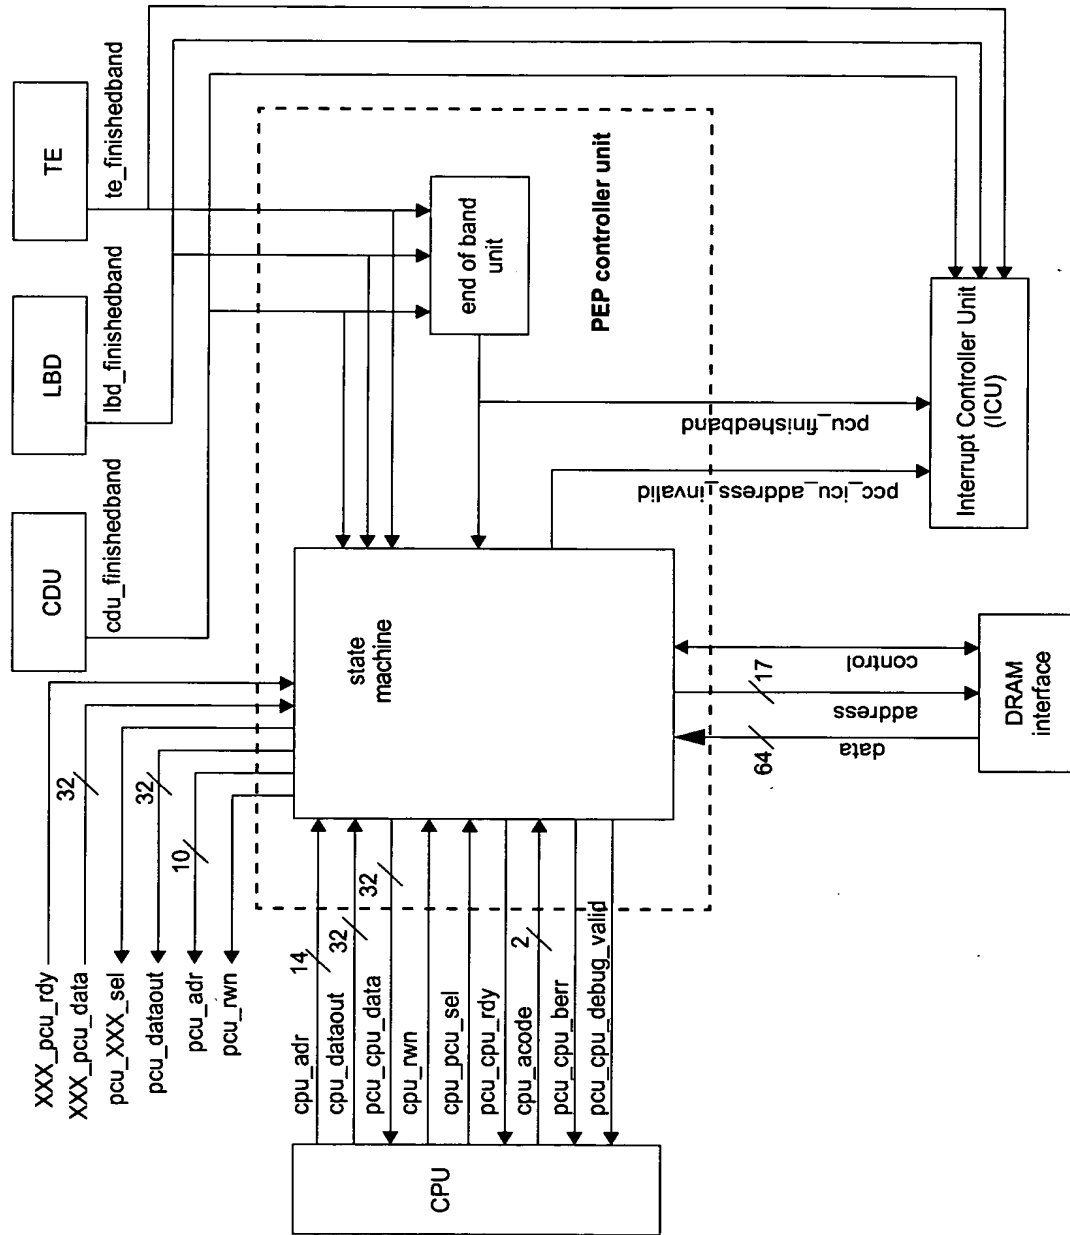 CDU
LBD
TE
cdu_finishedband
lbd_finishedband
te_finishedband
XXX_pcu_rdy
XXX_pcu_data
32
pcu_XXX_sel
pcu_dataout
32
pcu_adr
10
pcu_rwn
state
machine
end of band
unit
PEP controller unit
CPU
cpu_adr
14
cpu_dataout
32
pcu_cpu_data
32
cpu_rwn
cpu_pcu_sel
pcu_cpu_rdy
cpu_acode
2
pcu_cpu_berr
pcu_cpu_debug_valid
64
data
17
address
control
pcc_icu_address_invalid
pcu_finishedband
DRAM
interface
Interrupt Controller Unit
(ICU)